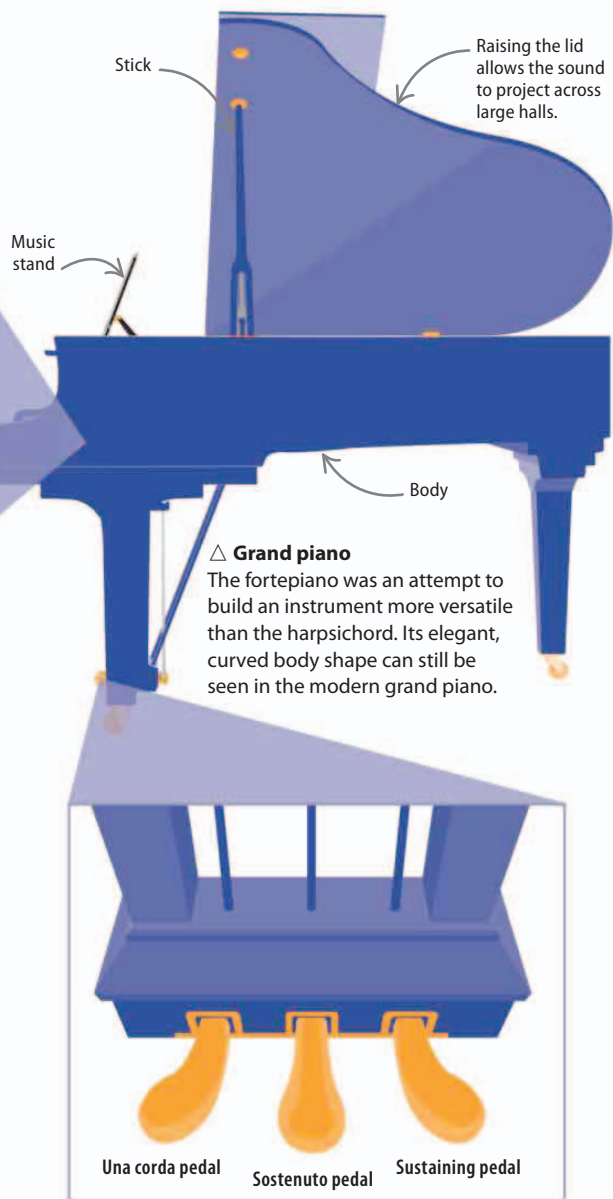 Stick
Raising the lid
allows the sound
to project across
large halls.
Music
stand
Body
△ Grand piano
The fortepiano was an attempt to
build an instrument more versatile
than the harpsichord. Its elegant,
curved body shape can still be
seen in the modern grand piano.
Una corda pedal
Sostenuto pedal
Sustaining pedal